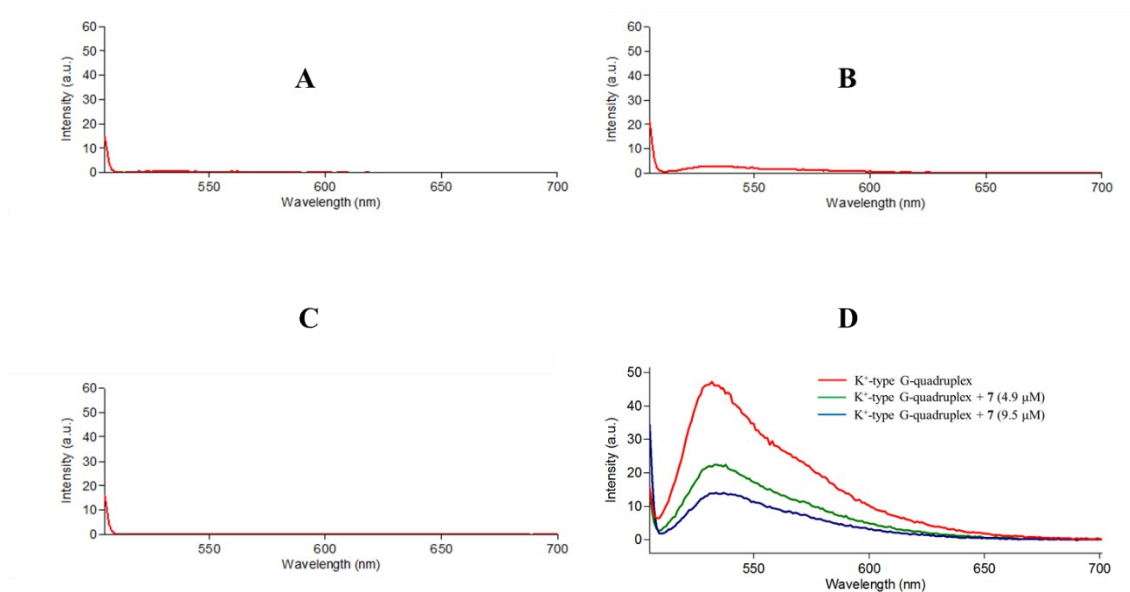 A
60
50
40
30
20
10
0
Intensity (a.u.)
550
600
650
700
Wavelength (nm)
B
60
50
40
30
20
10
0
Intensity (a.u.)
550
600
650
700
Wavelength (nm)
C
60
50
40
30
20
10
0
Intensity (a.u.)
550
600
650
700
Wavelength (nm)
D
50
40
30
20
10
0
Intensity (a.u.)
K⁺-type G-quadruplex
K⁺-type G-quadruplex + 7 (4.9 μM)
K⁺-type G-quadruplex + 7 (9.5 μM)
550
600
650
700
Wavelength (nm)